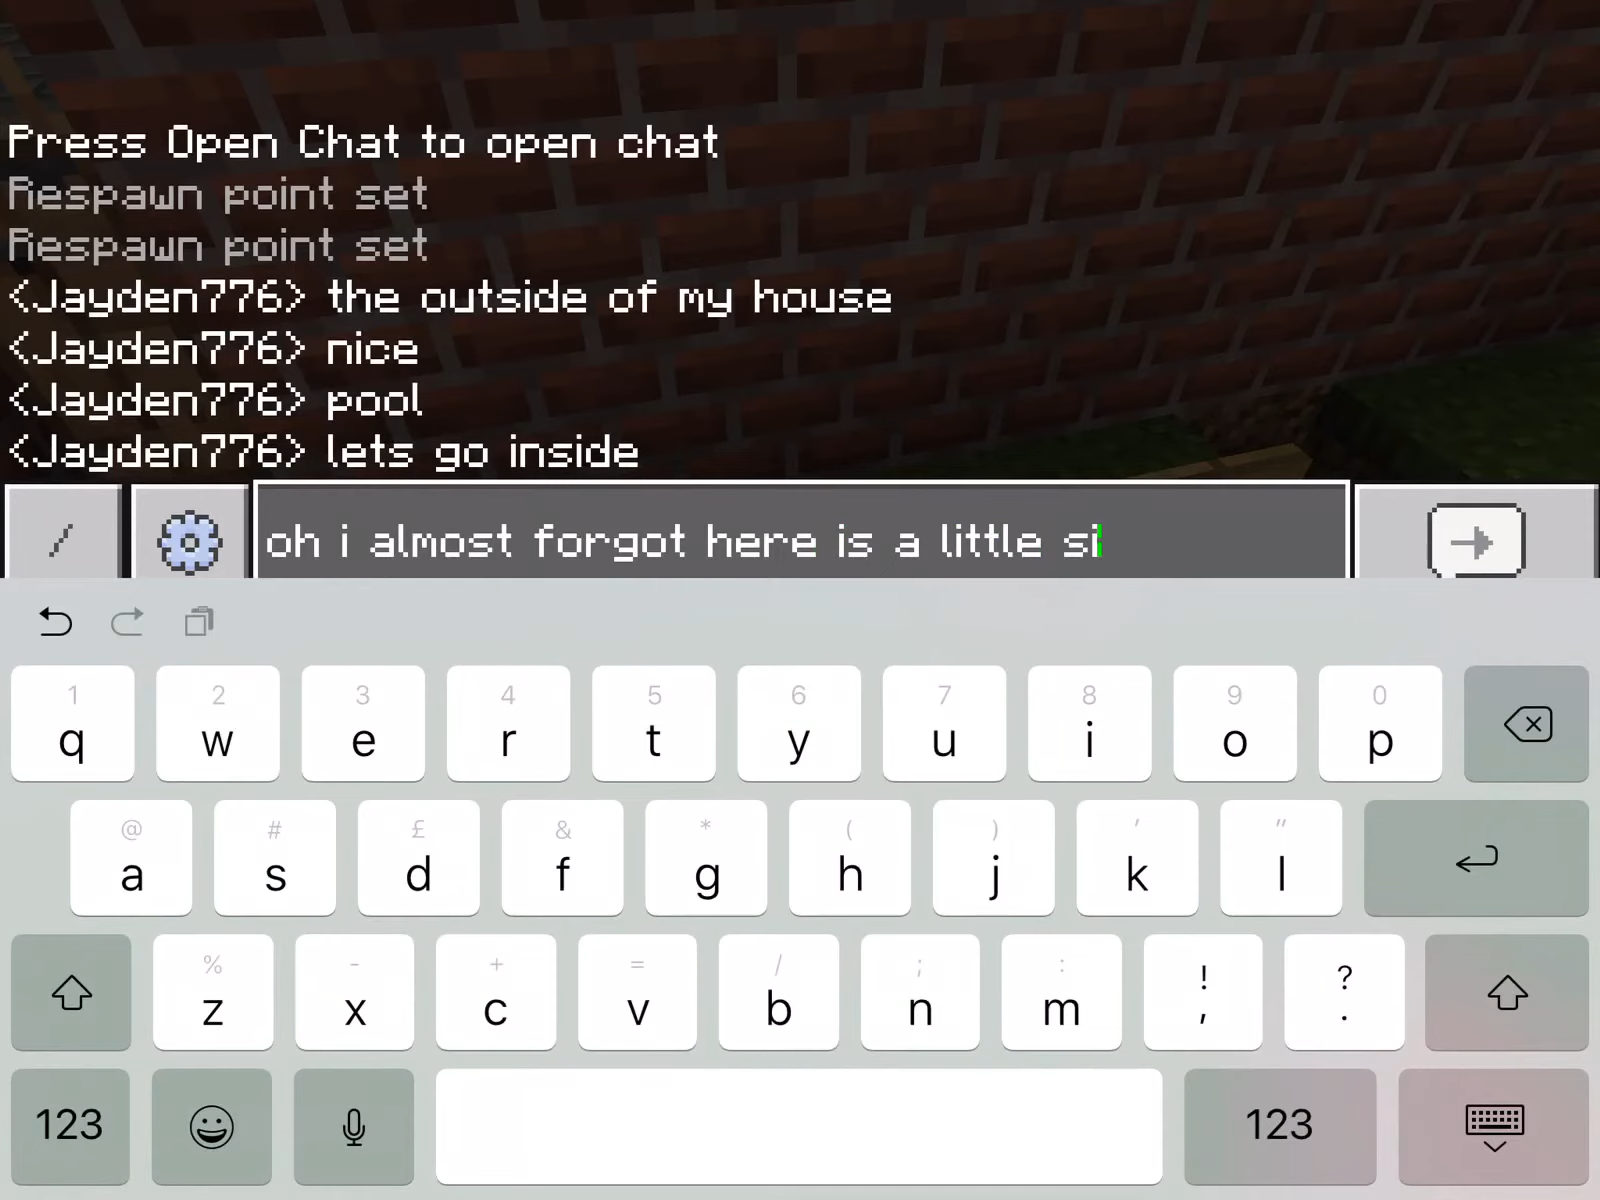 Press Open Chat to open chat
Respawn point set
Respawn point set
<Jayden776> the outside of my house
<Jayden776> nice
<Jayden776> pool
<Jayden776> lets go inside
/
oh i almost forgot here is a little si
1 2 3 4 5 6 7 8 9 0
q w e r t y u i o p
@ # £ & * ( ) ' "
a s d f g h j k l
% - + = / ; : ! ?
z x c v b n m , .
123 123